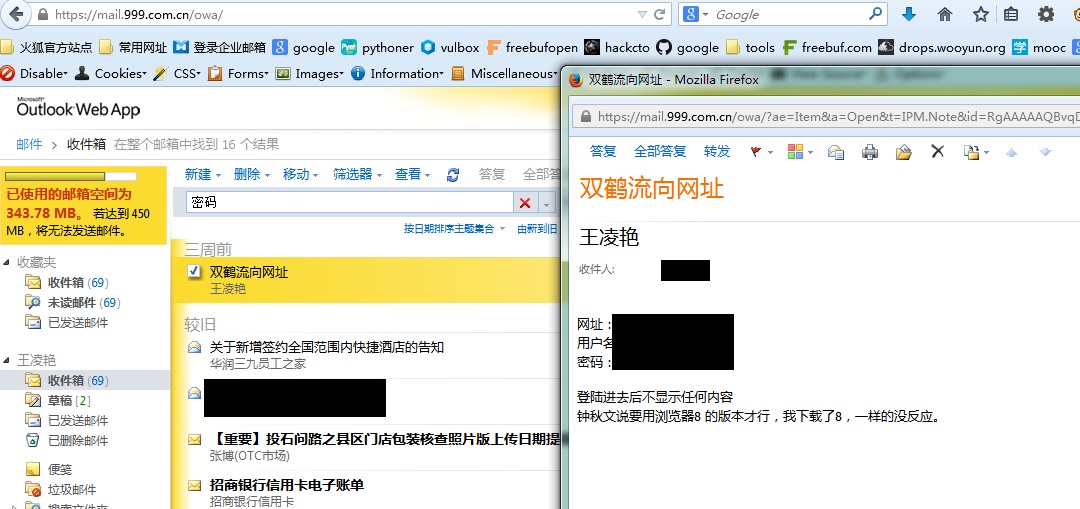 https://mail.999.com.cn/owa/
Google
火狐官方站点 常用网址 登录企业邮箱 google pythoner vulbox freebufopen hackcto google tools freebuf.com drops.wooyun.org mooc
Disable Cookies CSS Forms Images Information Miscellaneous
双鹤流向网址 - Mozilla Firefox
Microsoft
Outlook Web App
https://mail.999.com.cn/owa/?ae=Item&a=Open&t=IPM.Note&id=RgAAAAAQBvqD
邮件 > 收件箱 在整个邮箱中找到 16 个结果
答复 全部答复 转发
已使用的邮箱空间为
343.78 MB。 若达到 450
MB，将无法发送邮件。
新建 删除 移动 筛选器 查看 答复 全部答
密码
按日期排序主题集合 由新到旧
三周前
双鹤流向网址
王凌艳
较旧
关于新增签约全国范围内快捷酒店的告知
华润三九员工之家
【重要】投石问路之县区门店包装核查照片版上传日期提
张博(OTC市场)
招商银行信用卡电子账单
招商银行信用卡
收藏夹
收件箱 (69)
未读邮件 (69)
已发送邮件
王凌艳
收件箱 (69)
草稿 [2]
已发送邮件
已删除邮件
便笺
垃圾邮件
搜索文件夹
双鹤流向网址
王凌艳
收件人:
网址：
用户名
密码：
登陆进去后不显示任何内容
钟秋文说要用浏览器8 的版本才行，我下载了8，一样的没反应。